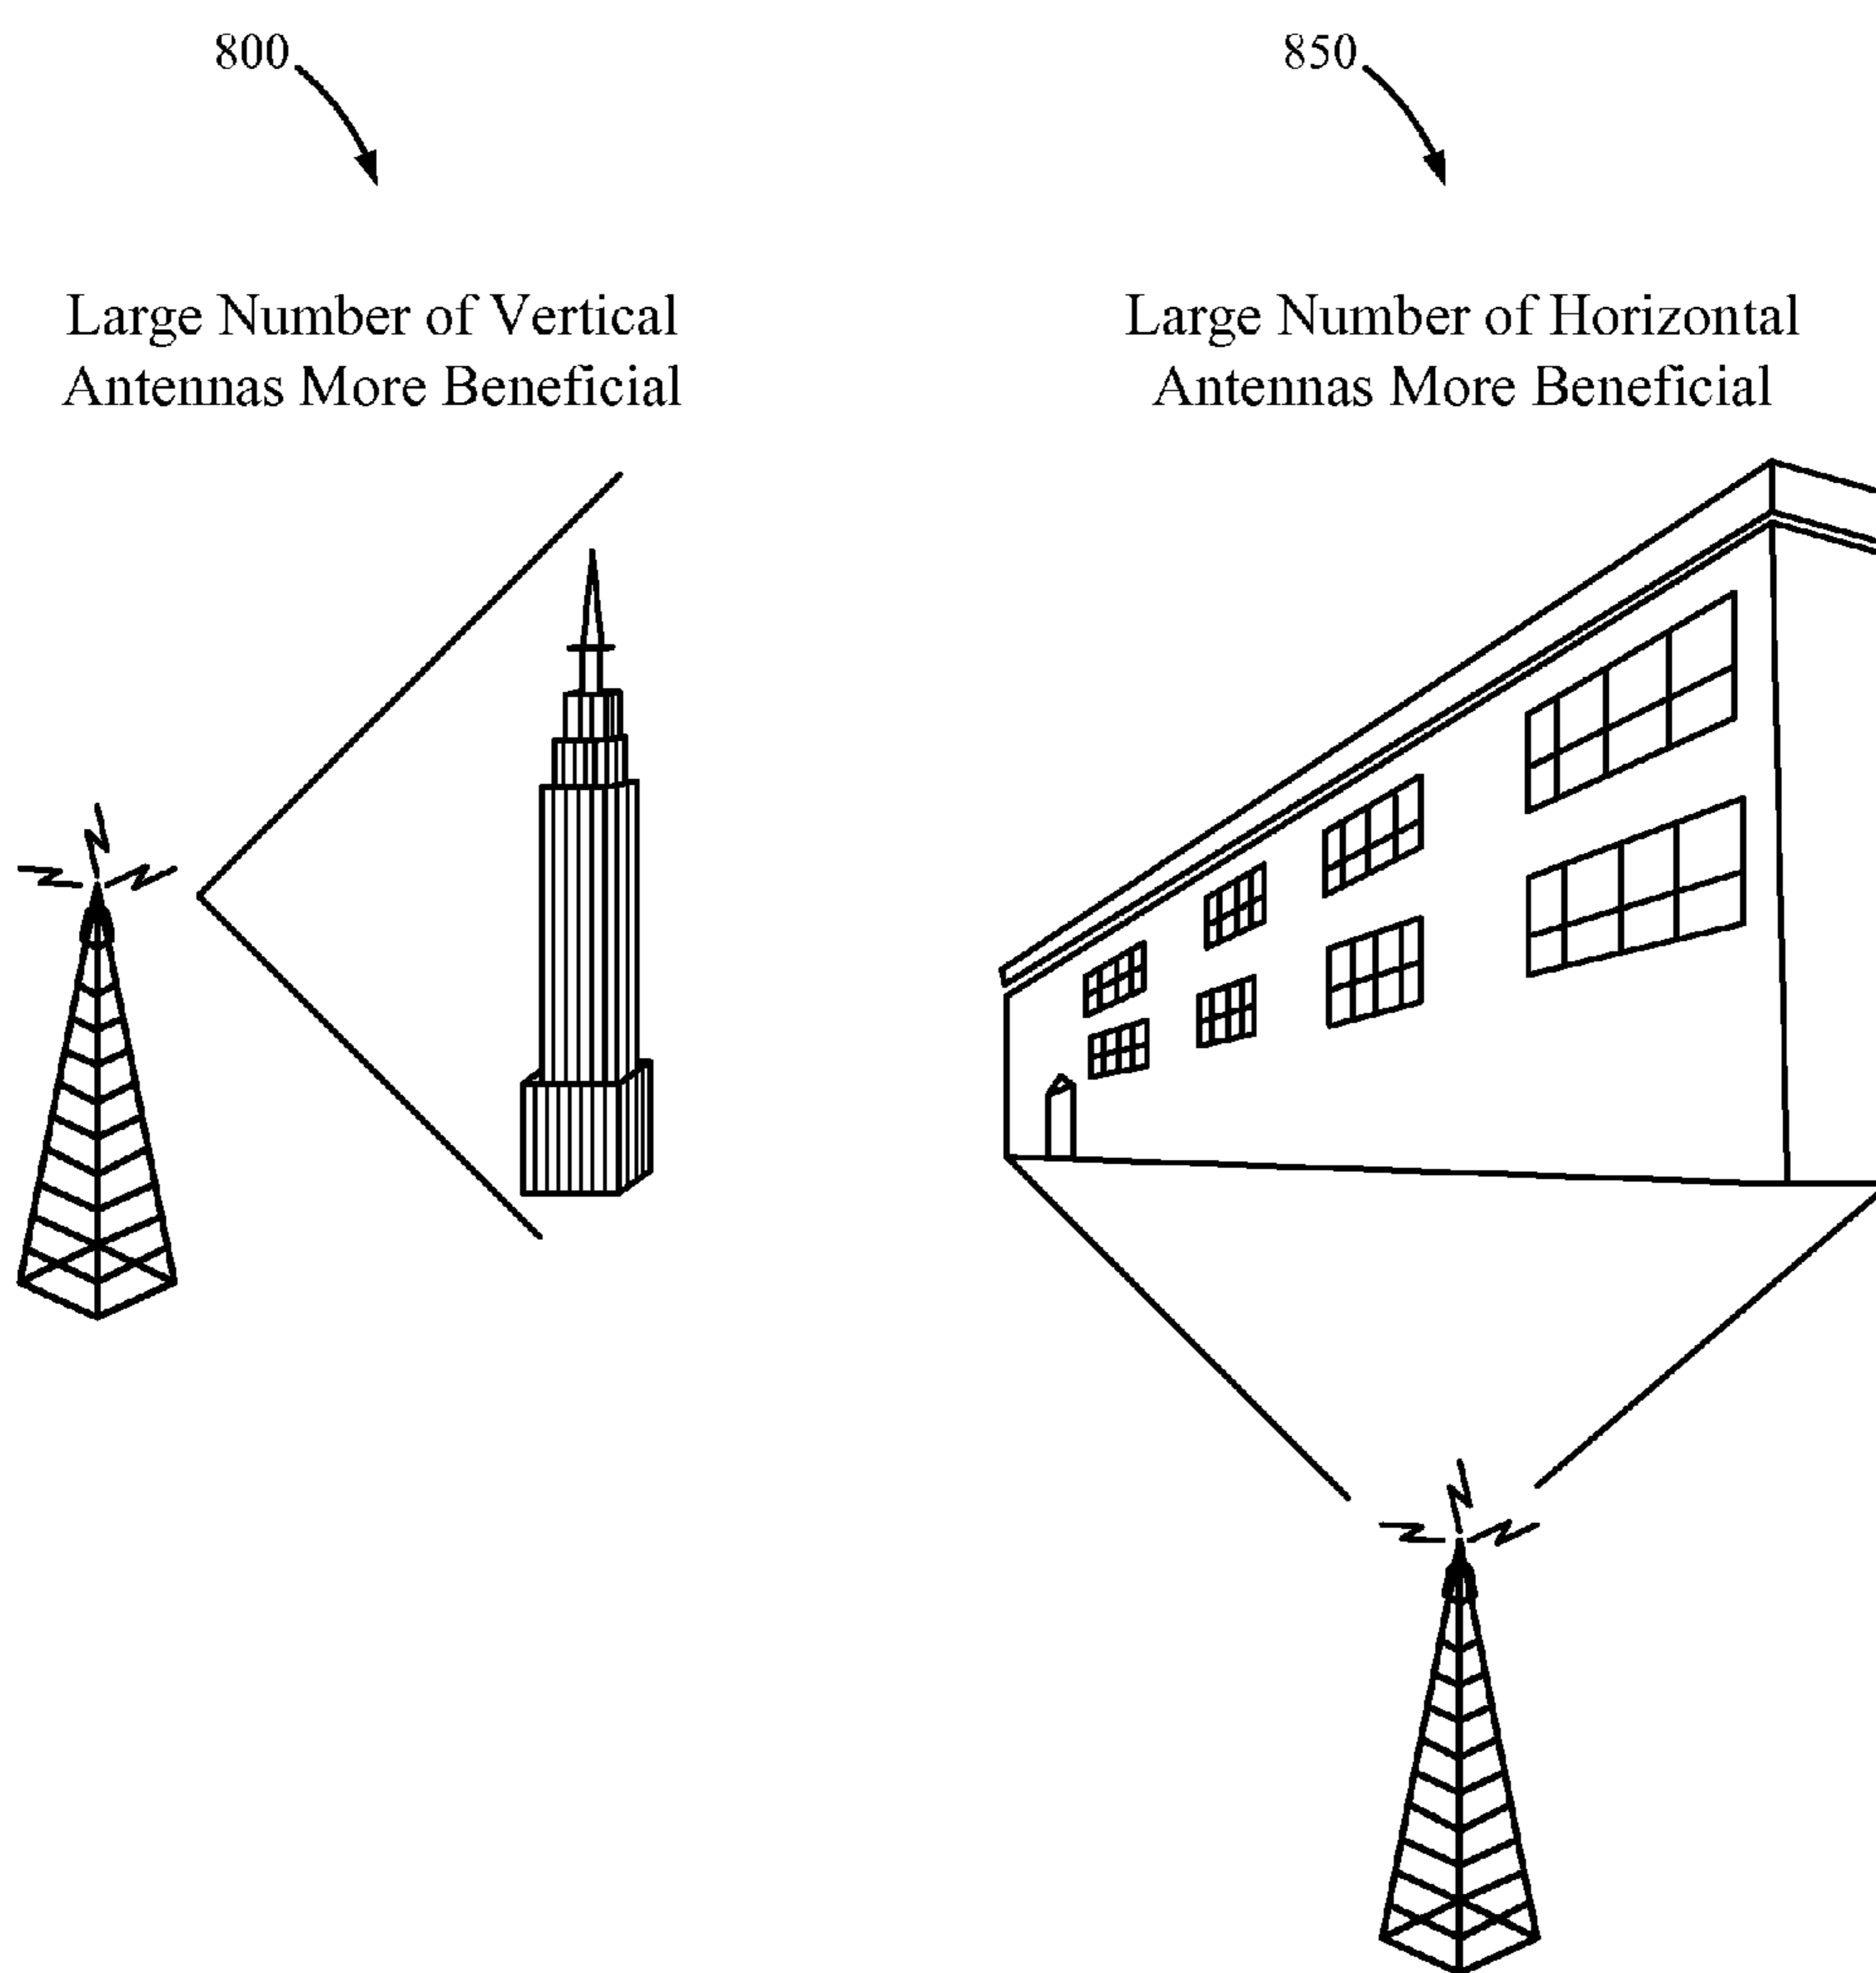 800
Large Number of Vertical
Antennas More Beneficial
850
Large Number of Horizontal
Antennas More Beneficial